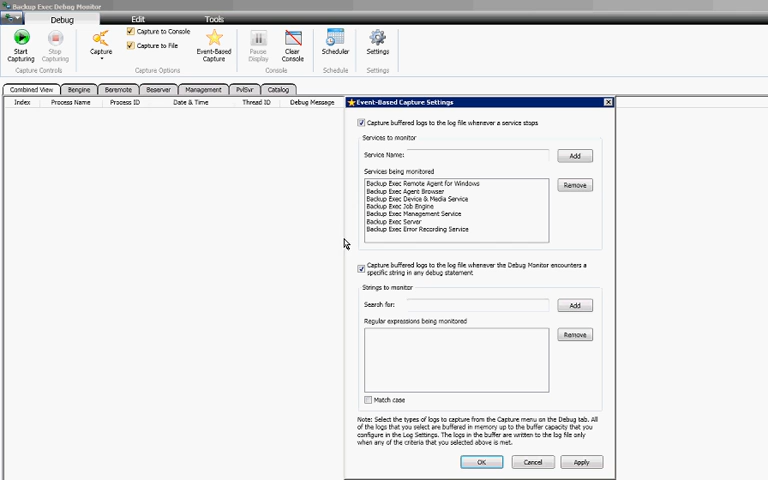 Backup Exec Debug Monitor
Debug Edit Tools
Start Capturing
Stop Capturing
Capture
Capture to Console
Capture to File
Event-Based Capture
Pause Display
Clear Console
Scheduler
Settings
Capture Controls Capture Options Console Schedule Settings
Combined View Bengine Beremote Beserver Management PvlSvr Catalog
Index Process Name Process ID Date & Time Thread ID Debug Message
Event-Based Capture Settings
Capture buffered logs to the log file whenever a service stops
Services to monitor
Service Name: Add
Services being monitored
Remove
Backup Exec Remote Agent for Windows
Backup Exec Agent Browser
Backup Exec Device & Media Service
Backup Exec Job Engine
Backup Exec Management Service
Backup Exec Server
Backup Exec Error Recording Service
Capture buffered logs to the log file whenever the Debug Monitor encounters a
specific string in any debug statement
Strings to monitor
Search for: Add
Regular expressions being monitored
Remove
Match case
Note: Select the types of logs to capture from the Capture menu on the Debug tab. All
of the logs that you select are buffered in memory up to the buffer capacity that you
configure in the Log Settings. The logs in the buffer are written to the log file only
when any of the criteria that you selected above is met.
OK Cancel Apply